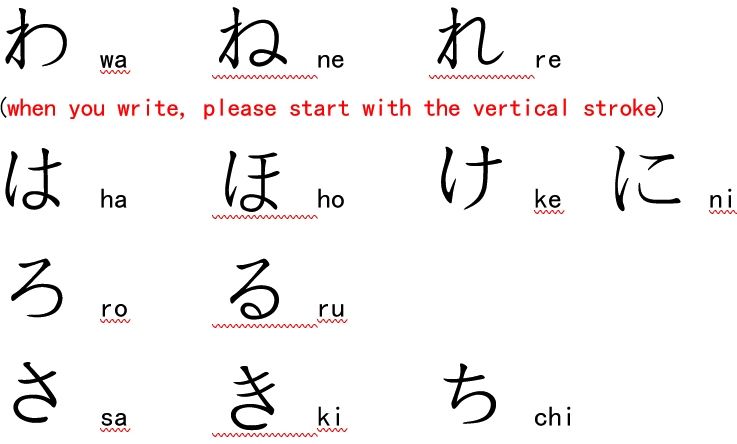 わ wa ね ne れ re
(when you write, please start with the vertical stroke)
は ha ほ ho け ke に ni
ろ ro る ru
さ sa き ki ち chi